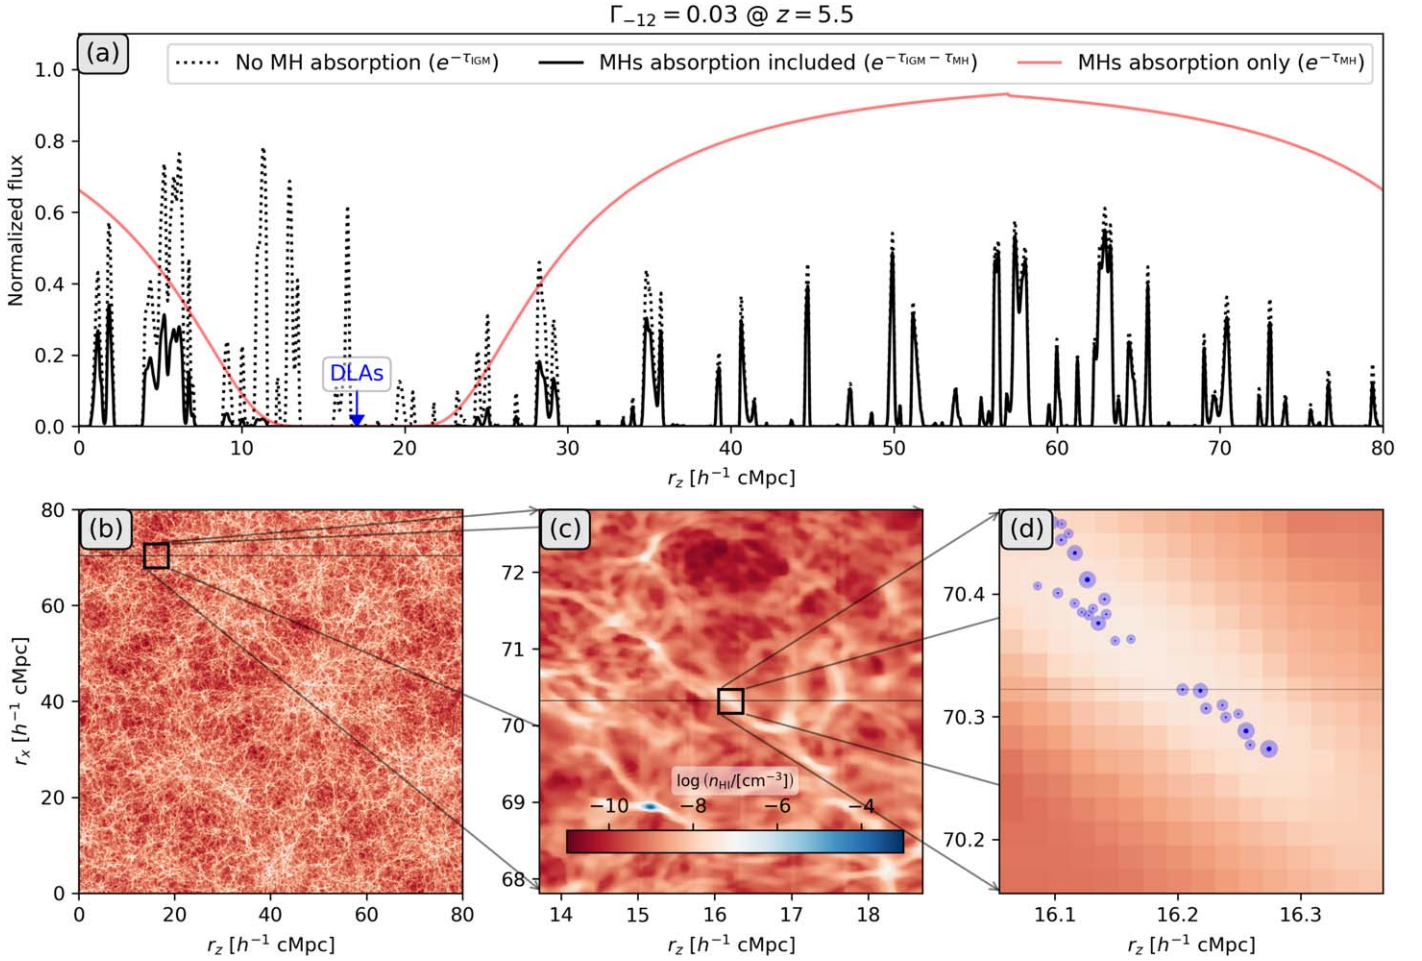 Γ₋₁₂ = 0.03 @ z = 5.5
(a)
No MH absorption (e^{−τ_IGM})
MHs absorption included (e^{−τ_IGM − τ_MH})
MHs absorption only (e^{−τ_MH})
Normalized flux
1.0
0.8
0.6
0.4
0.2
0.0
DLAs
0 10 20 30 40 50 60 70 80
r_z [h⁻¹ cMpc]
(b)
r_x [h⁻¹ cMpc]
80
60
40
20
0
0 20 40 60 80
r_z [h⁻¹ cMpc]
(c)
72
71
70
69
68
log (n_HI/[cm⁻³])
−10 −8 −6 −4
14 15 16 17 18
r_z [h⁻¹ cMpc]
(d)
70.4
70.3
70.2
16.1 16.2 16.3
r_z [h⁻¹ cMpc]